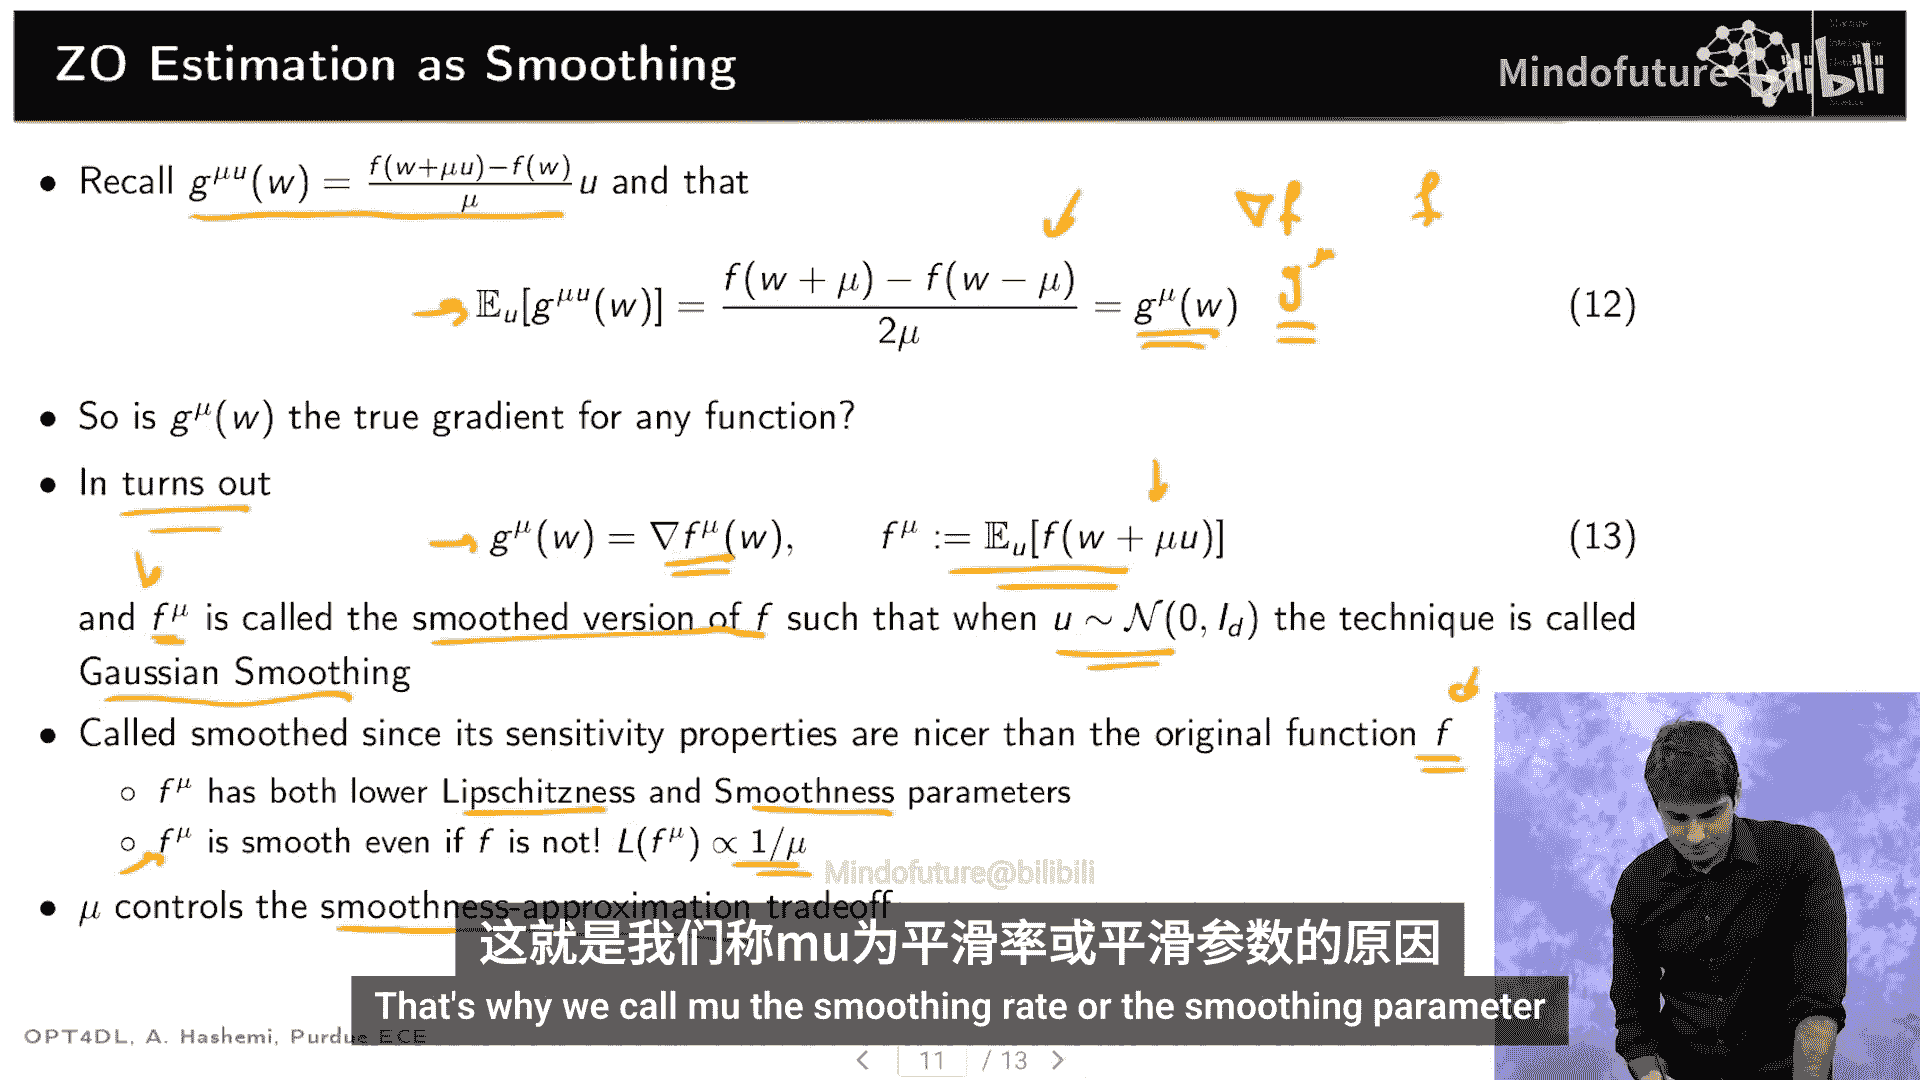 ZO Estimation as Smoothing
Mindofuture bilibili
• Recall g^{μu}(w) = \frac{f(w+μu)−f(w)}{μ} u and that
∇f f
𝔼_u[g^{μu}(w)] = \frac{f(w + μ) − f(w − μ)}{2μ} = g^μ(w) g^μ (12)
• So is g^μ(w) the true gradient for any function?
• In turns out
g^μ(w) = ∇f^μ(w), f^μ := 𝔼_u[f(w + μu)] (13)
and f^μ is called the smoothed version of f such that when u ∼ 𝒩(0, I_d) the technique is called
Gaussian Smoothing
• Called smoothed since its sensitivity properties are nicer than the original function f
○ f^μ has both lower Lipschitzness and Smoothness parameters
○ f^μ is smooth even if f is not! L(f^μ) ∝ 1/μ
Mindofuture@bilibili
• μ controls the smoothness-approximation tradeoff
这就是我们称mu为平滑率或平滑参数的原因
That's why we call mu the smoothing rate or the smoothing parameter
OPT4DL, A. Hashemi, Purdue ECE
11 / 13